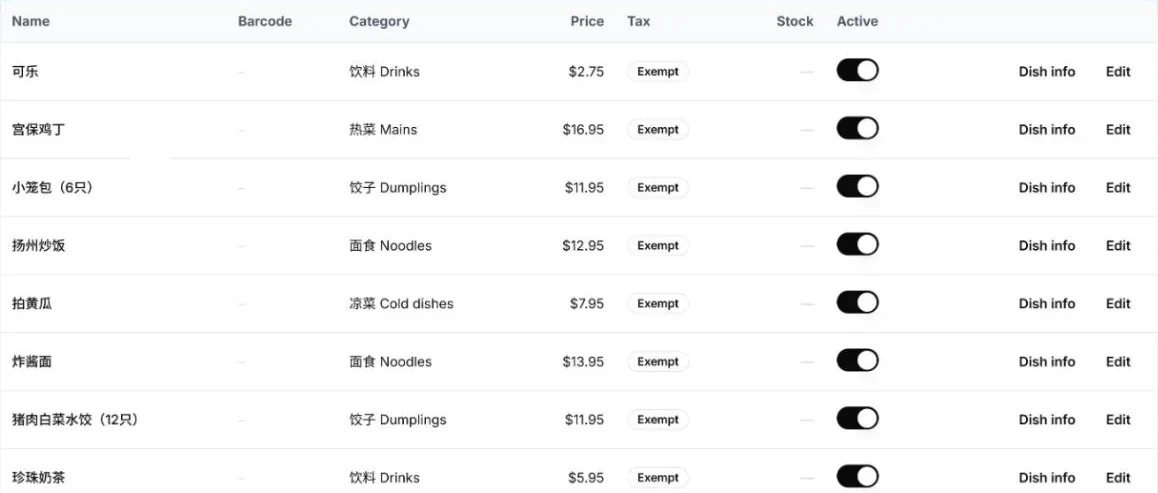 Name Barcode Category Price Tax Stock Active
可乐 – 饮料 Drinks $2.75 Exempt — Dish info Edit
宫保鸡丁 – 热菜 Mains $16.95 Exempt — Dish info Edit
小笼包（6只） – 饺子 Dumplings $11.95 Exempt — Dish info Edit
扬州炒饭 – 面食 Noodles $12.95 Exempt — Dish info Edit
拍黄瓜 – 凉菜 Cold dishes $7.95 Exempt — Dish info Edit
炸酱面 – 面食 Noodles $13.95 Exempt — Dish info Edit
猪肉白菜水饺（12只） – 饺子 Dumplings $11.95 Exempt — Dish info Edit
珍珠奶茶 – 饮料 Drinks $5.95 Exempt — Dish info Edit